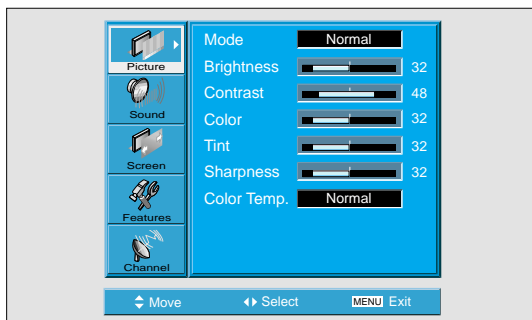 Picture
Sound
Screen
Features
Channel
Mode Normal
Brightness 32
Contrast 48
Color 32
Tint 32
Sharpness 32
Color Temp. Normal
Move Select MENU Exit